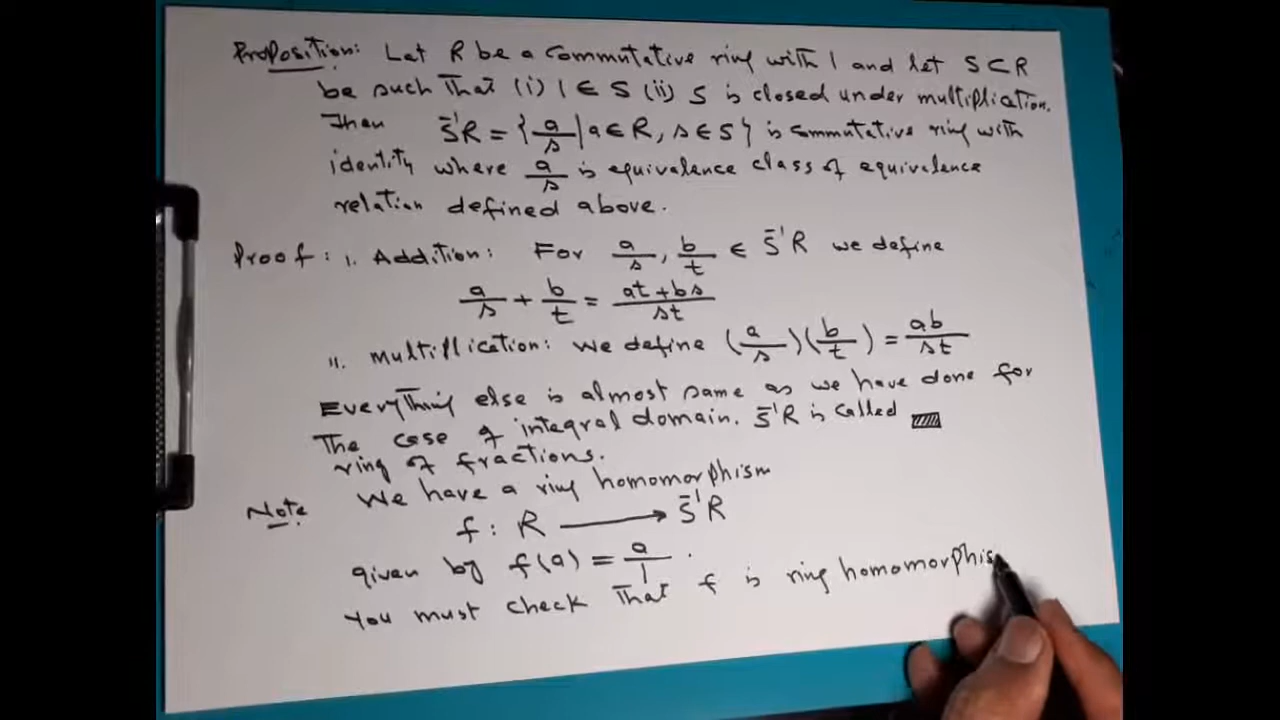 Proposition: Let R be a commutative ring with 1 and let S ⊂ R
be such that (i) 1 ∈ S (ii) S is closed under multiplication.
Then S⁻¹R = { a/s | a ∈ R, s ∈ S } is commutative ring with
identity where a/s is equivalence class of equivalence
relation defined above.
Proof: i. Addition: For a/s, b/t ∈ S⁻¹R we define
a/s + b/t = (at + bs)/st
ii. Multiplication: We define (a/s)(b/t) = ab/st
Everything else is almost same as we have done for
The case of integral domain. S⁻¹R is called
ring of fractions.
Note We have a ring homomorphism
f: R ⟶ S⁻¹R
given by f(a) = a/1.
You must check That f is ring homomorphis